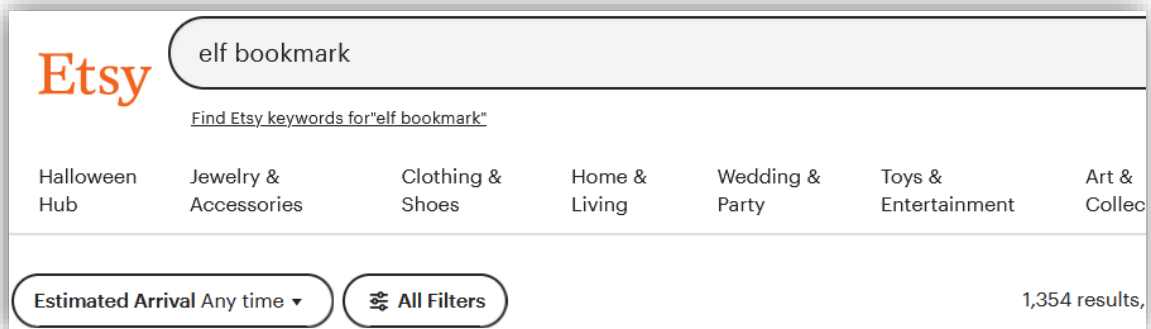 Etsy
elf bookmark
Find Etsy keywords for"elf bookmark"
Halloween Hub
Jewelry & Accessories
Clothing & Shoes
Home & Living
Wedding & Party
Toys & Entertainment
Art & Collec
Estimated Arrival Any time
All Filters
1,354 results,